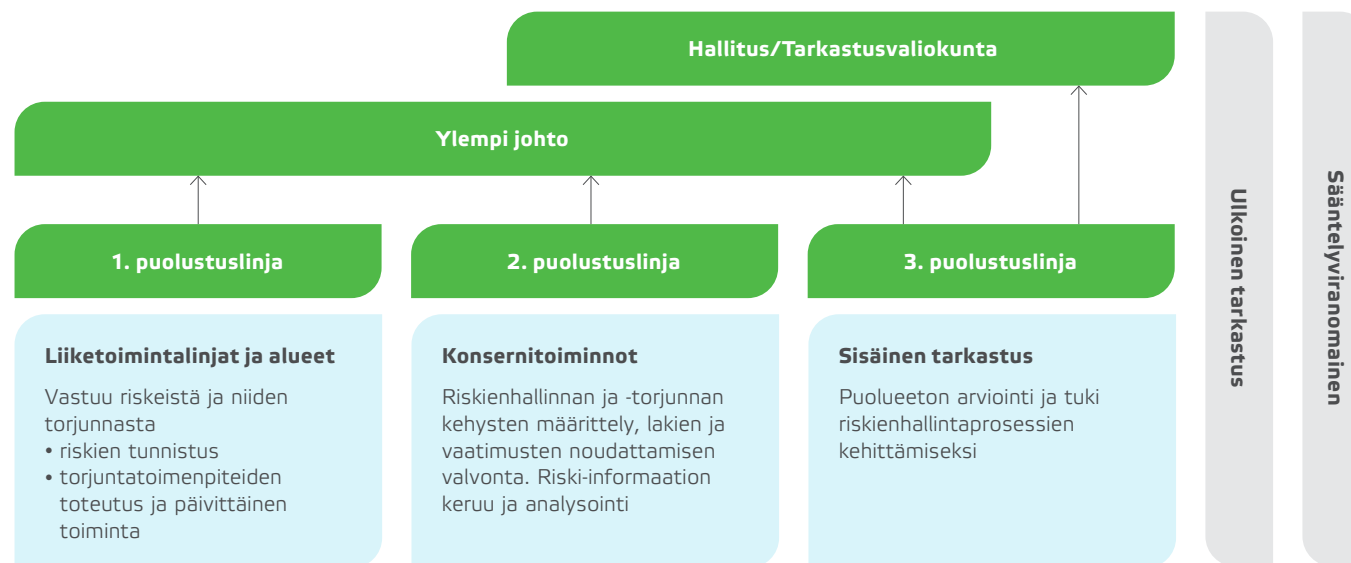 Hallitus/Tarkastusvaliokunta
Ylempi johto
1. puolustuslinja
2. puolustuslinja
3. puolustuslinja
Liiketoimintalinjat ja alueet
Vastuu riskeistä ja niiden
torjunnasta
• riskien tunnistus
• torjuntatoimenpiteiden
toteutus ja päivittäinen
toiminta
Konsernitoiminnot
Riskienhallinnan ja -torjunnan
kehysten määrittely, lakien ja
vaatimusten noudattamisen
valvonta. Riski-informaation
keruu ja analysointi
Sisäinen tarkastus
Puolueeton arviointi ja tuki
riskienhallintaprosessien
kehittämiseksi
Ulkoinen tarkastus
Sääntelyviranomainen